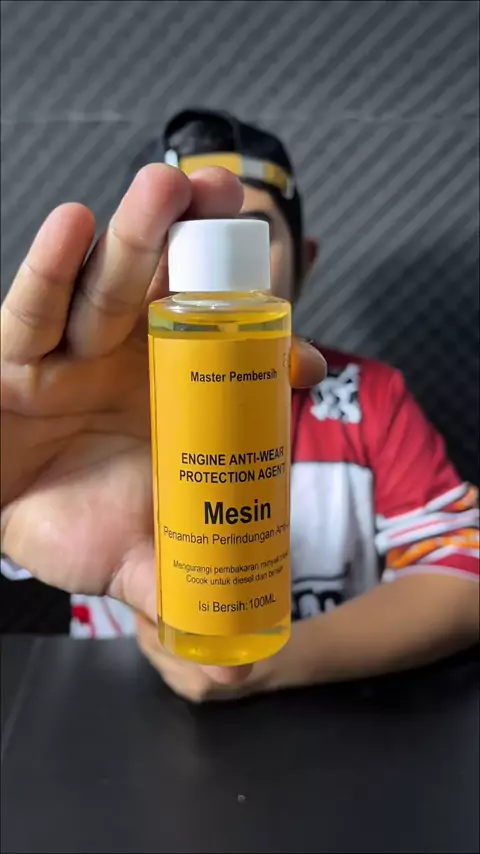 Master Pembersih
ENGINE ANTI-WEAR
PROTECTION AGENT
Mesin
Penambah Perlindungan
Mengurangi pembakaran minyak
Cocok untuk diesel dan
Isi Bersih:100ML